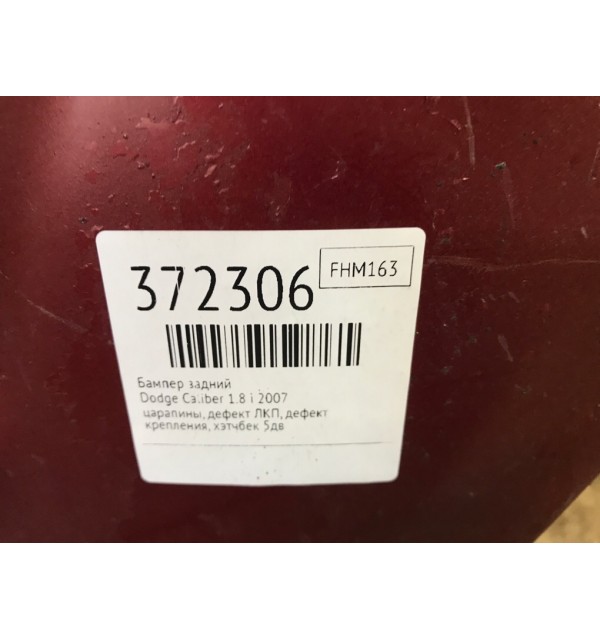 372306
FHM163
Бампер задний
Dodge Caliber 1.8 i 2007
царапины, дефект ЛКП, дефект
крепления, хэтчбек 5дв